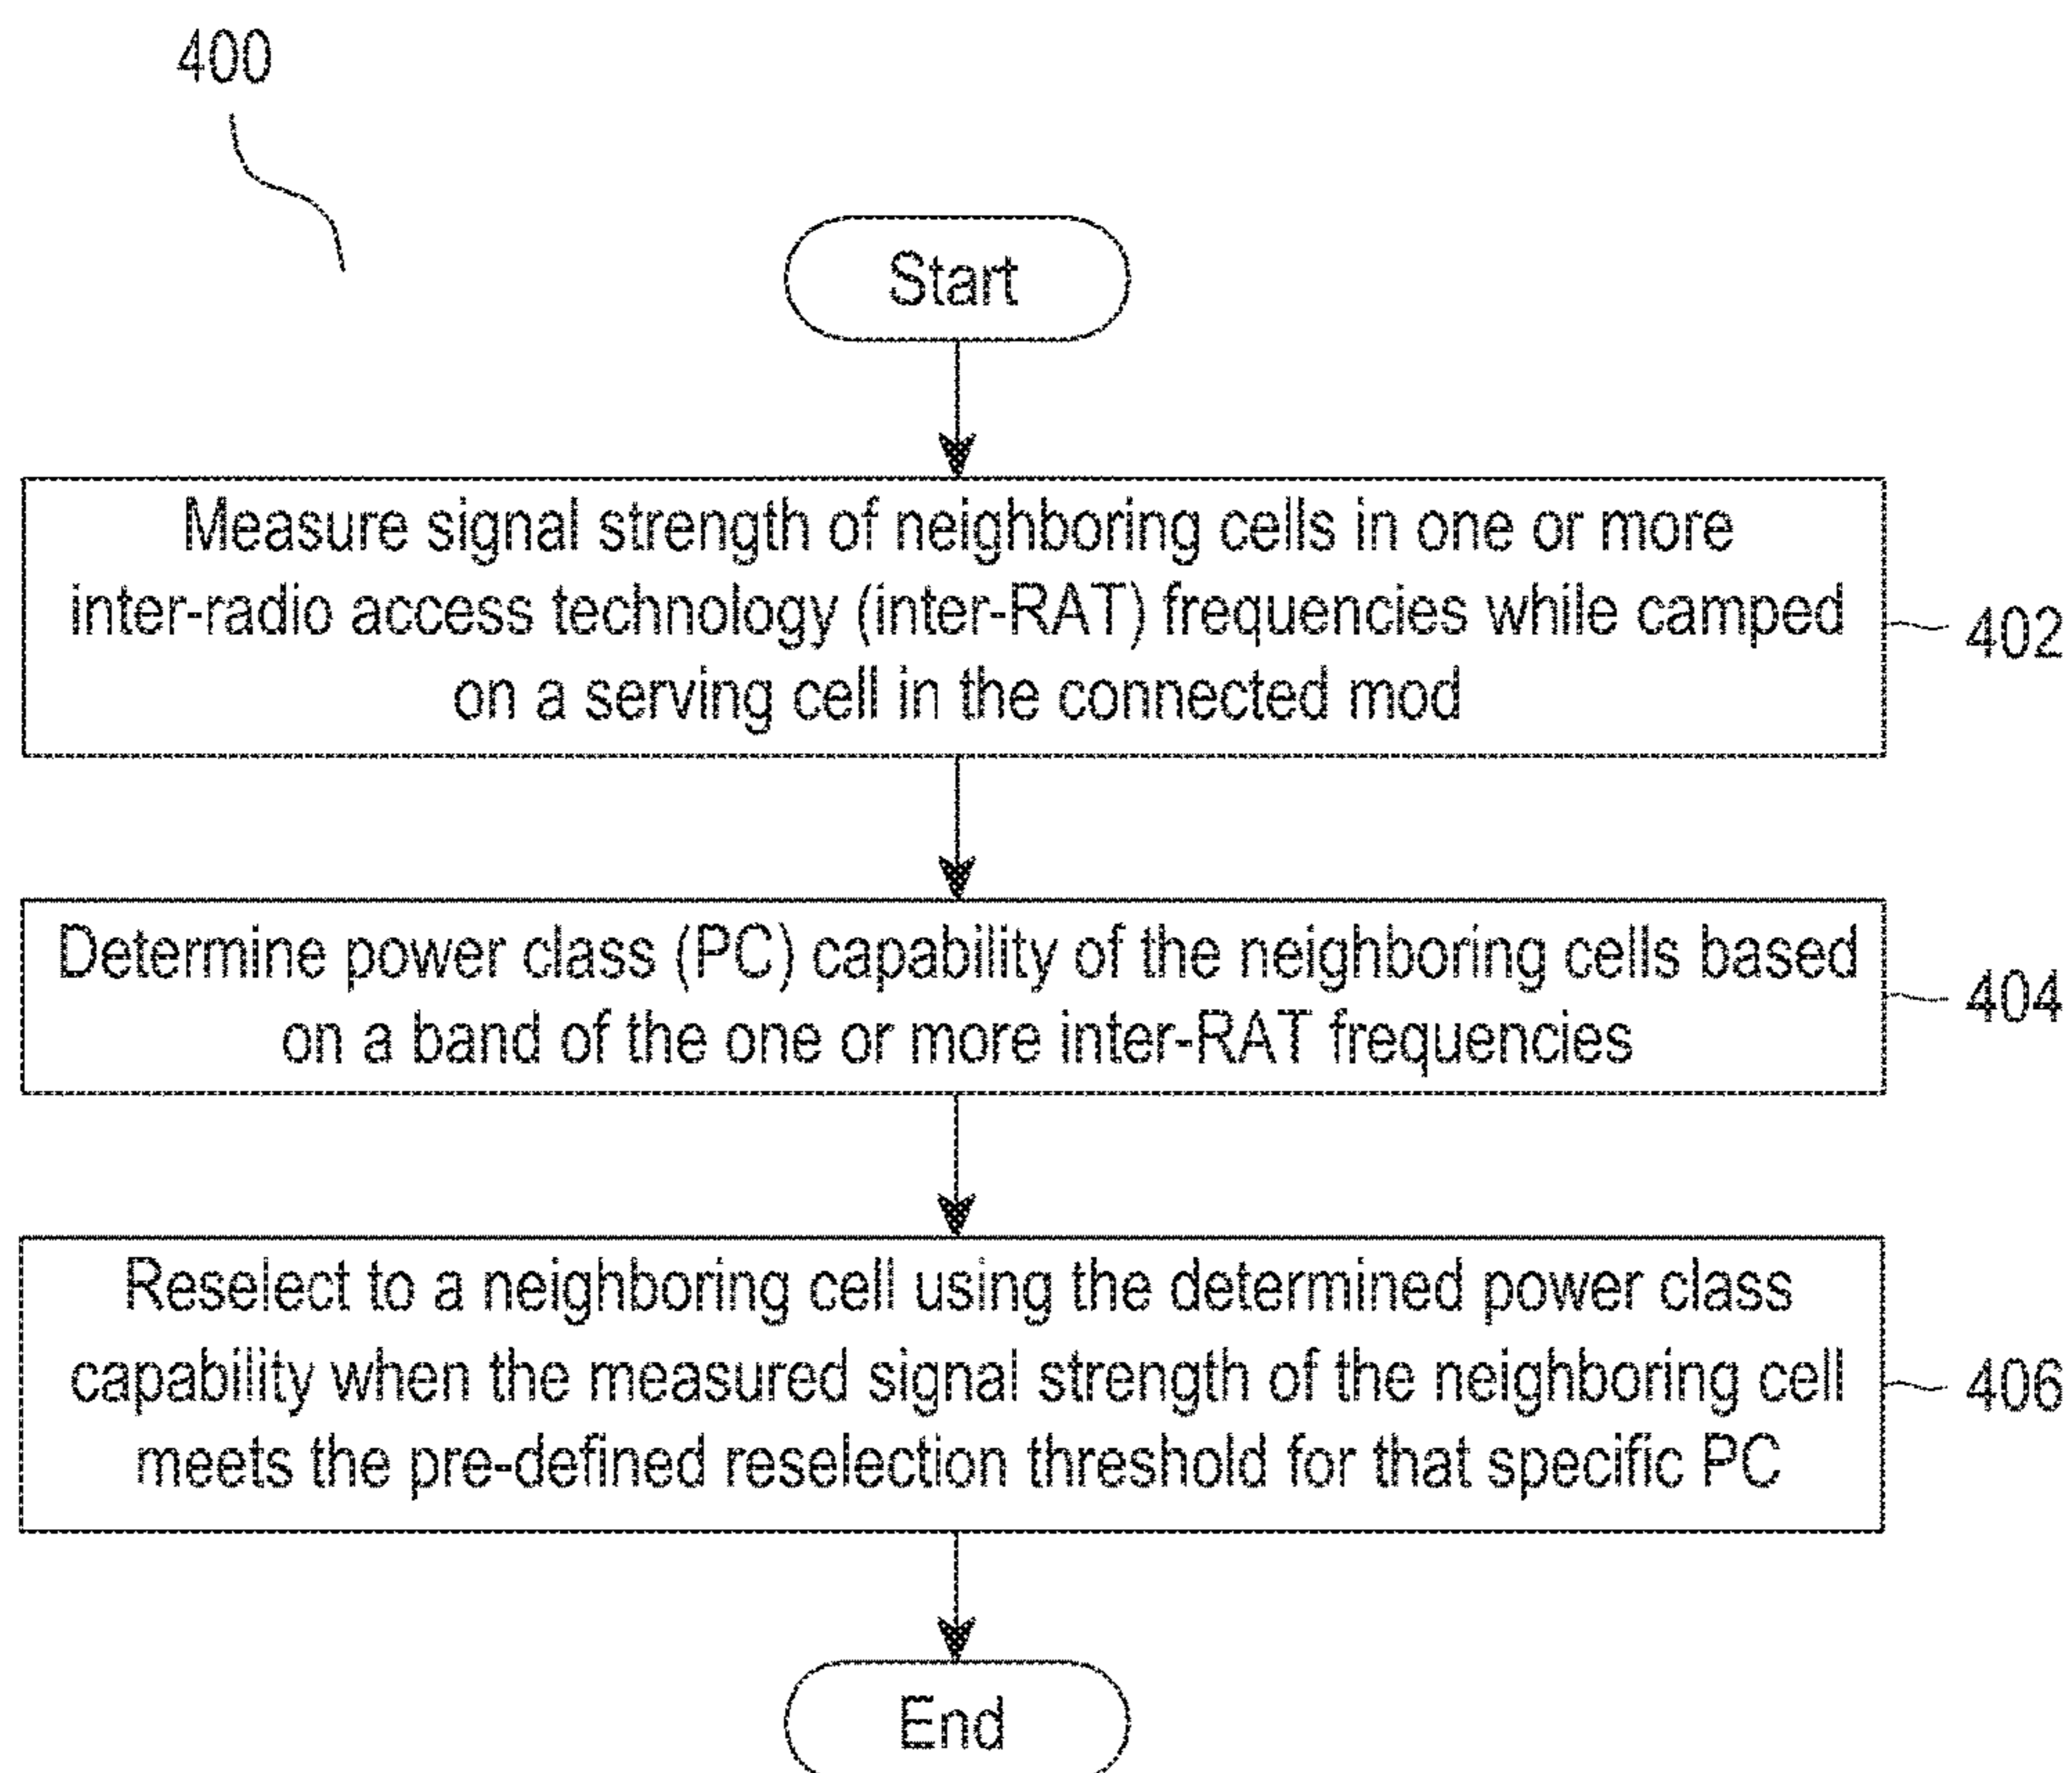 400
Start
Measure signal strength of neighboring cells in one or more
inter-radio access technology (inter-RAT) frequencies while camped
on a serving cell in the connected mod
402
Determine power class (PC) capability of the neighboring cells based
on a band of the one or more inter-RAT frequencies
404
Reselect to a neighboring cell using the determined power class
capability when the measured signal strength of the neighboring cell
meets the pre-defined reselection threshold for that specific PC
406
End